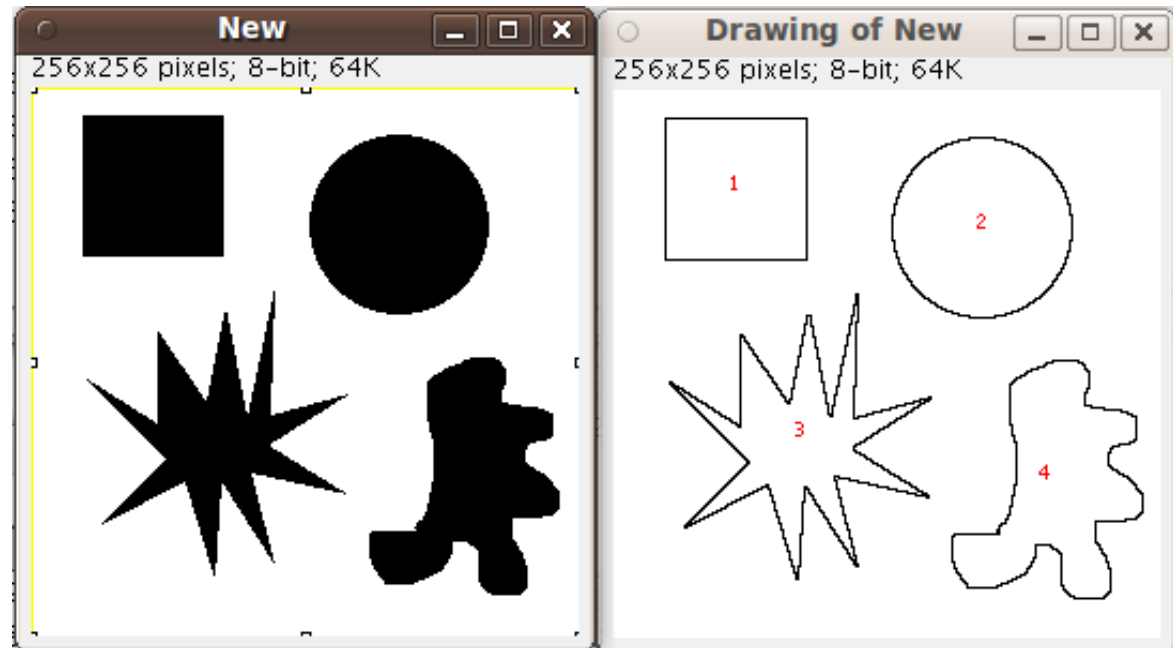 New
256x256 pixels; 8-bit; 64K
Drawing of New
256x256 pixels; 8-bit; 64K
1
2
3
4